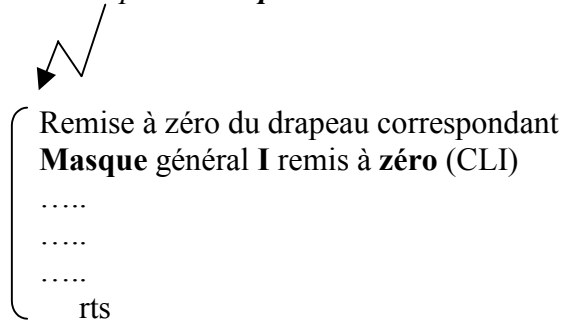 Remise à zéro du drapeau correspondant
Masque général I remis à zéro (CLI)
…..
…..
…..
rts